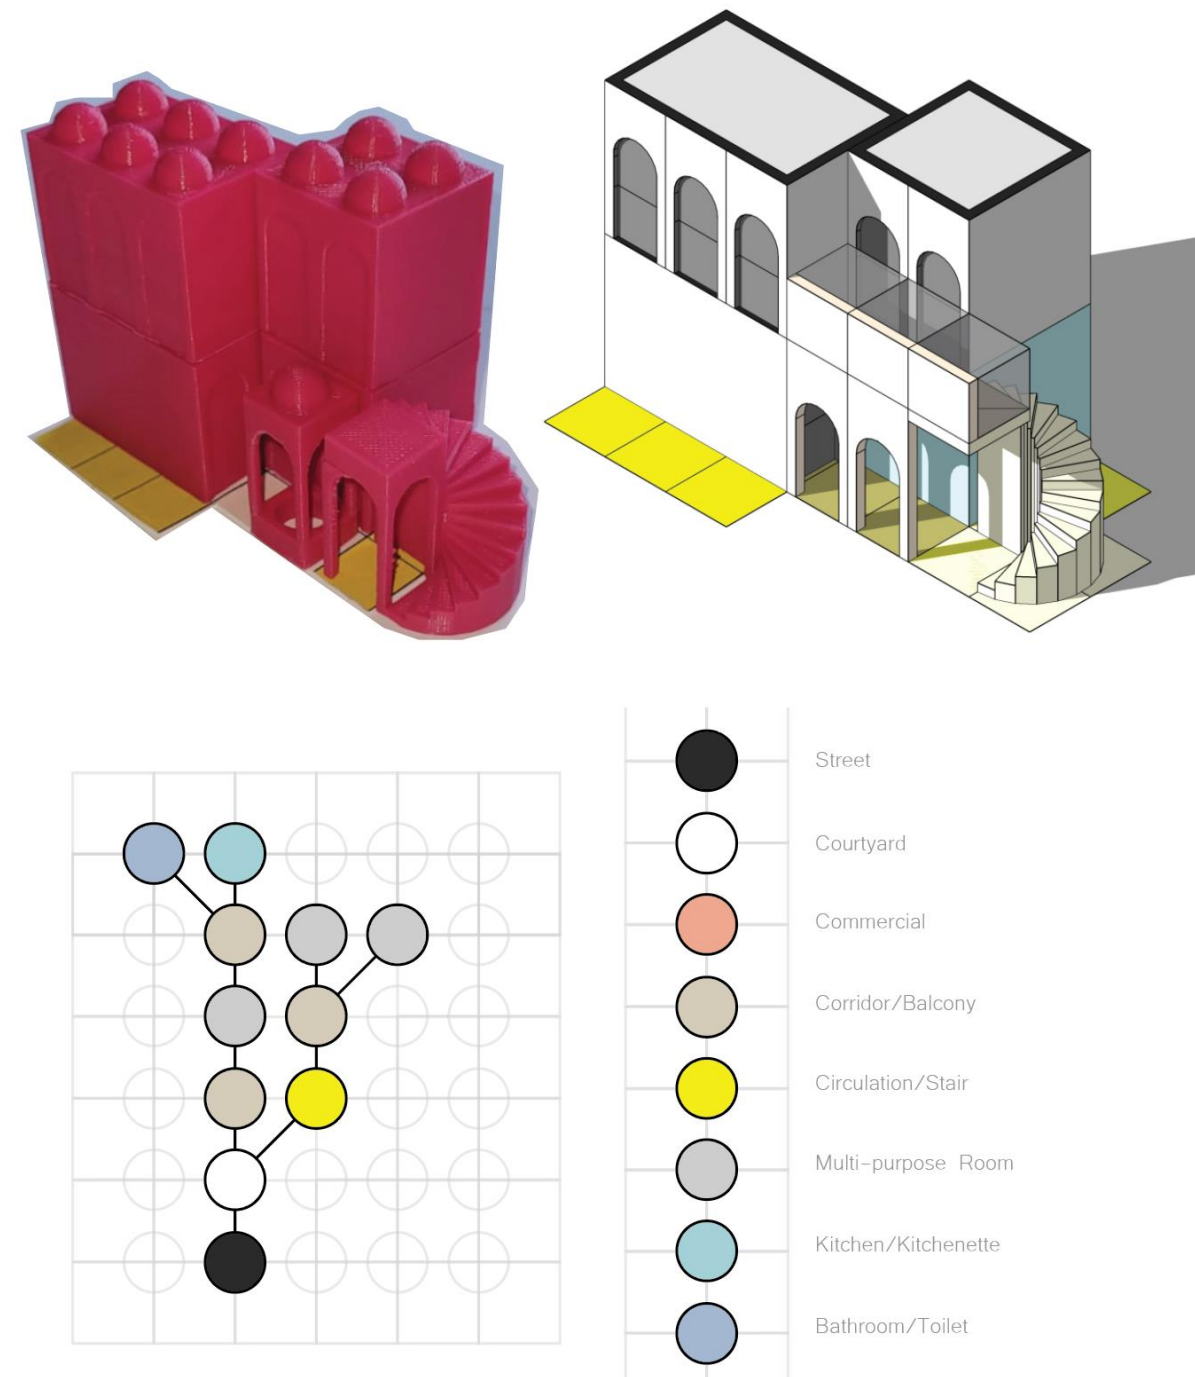 Street
Courtyard
Commercial
Corridor/Balcony
Circulation/Stair
Multi-purpose Room
Kitchen/Kitchenette
Bathroom/Toilet